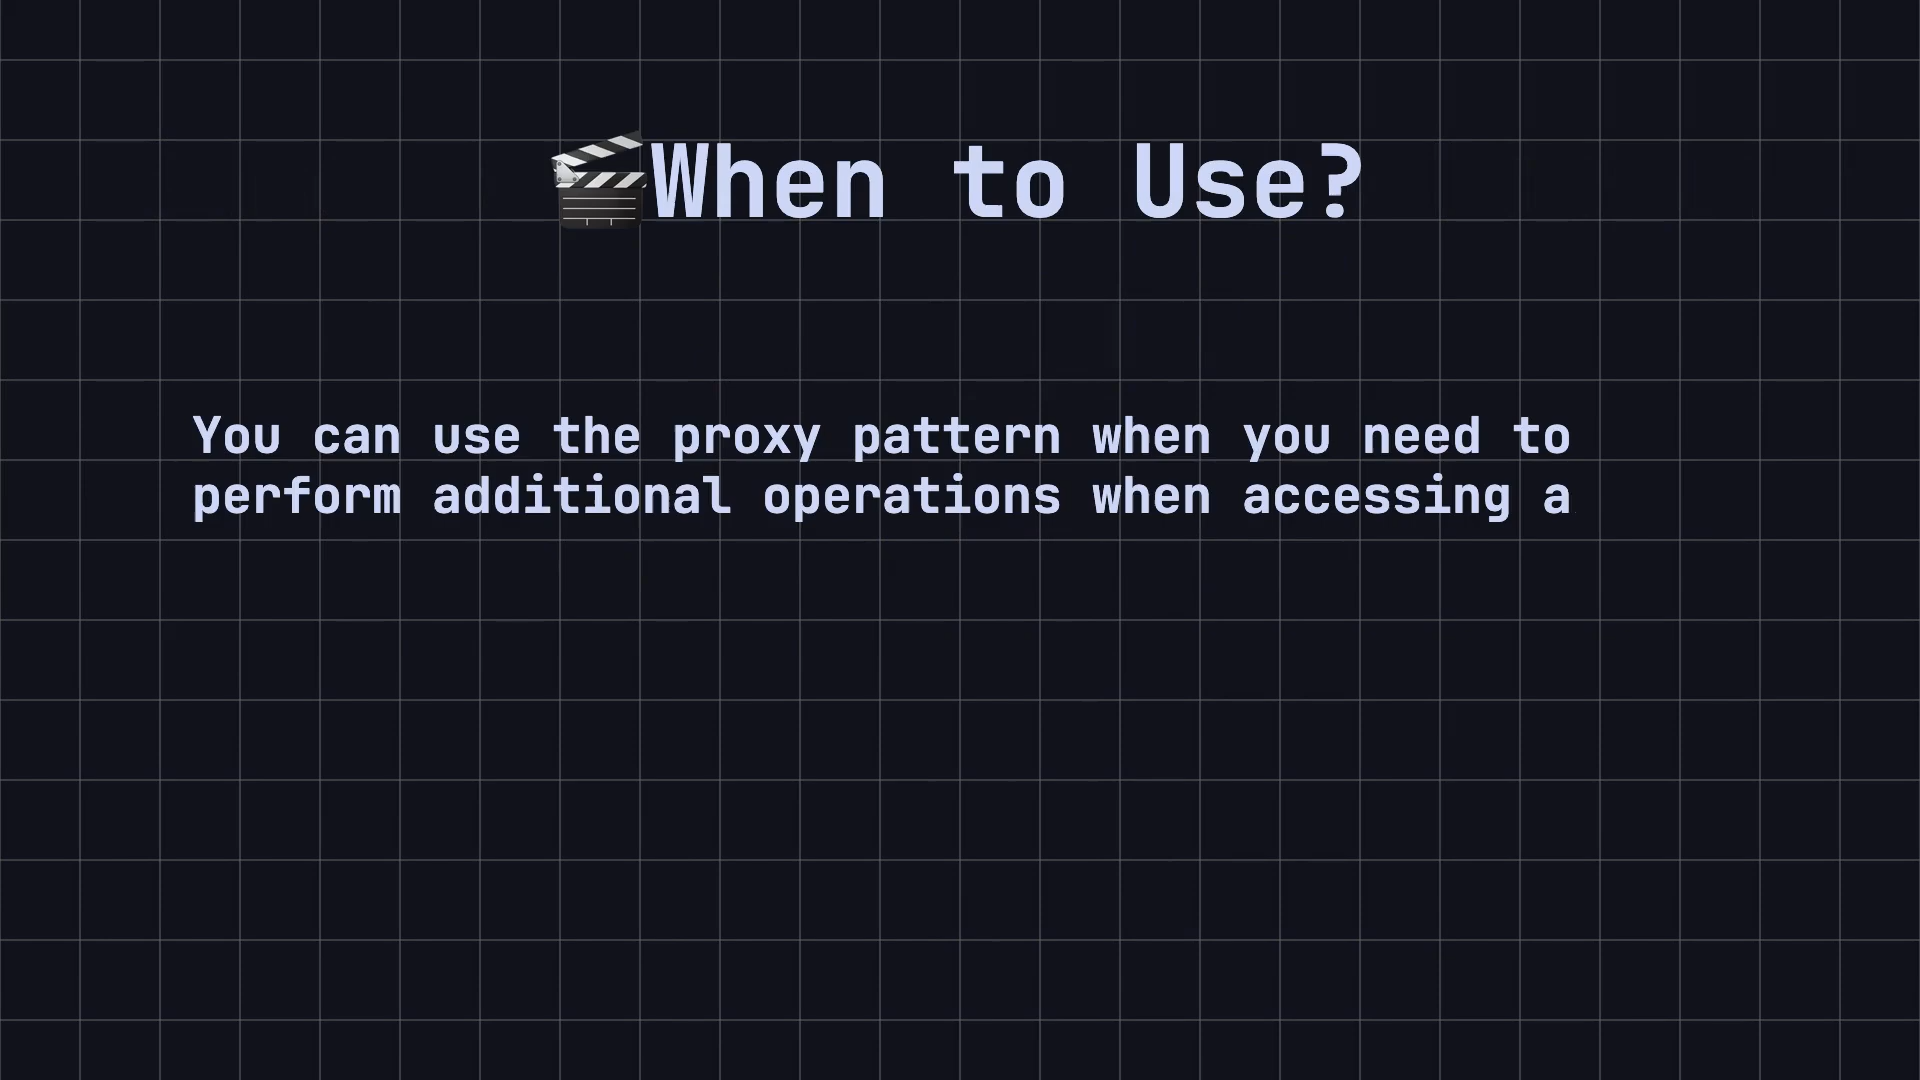 🎬When to Use?
You can use the proxy pattern when you need to
perform additional operations when accessing a